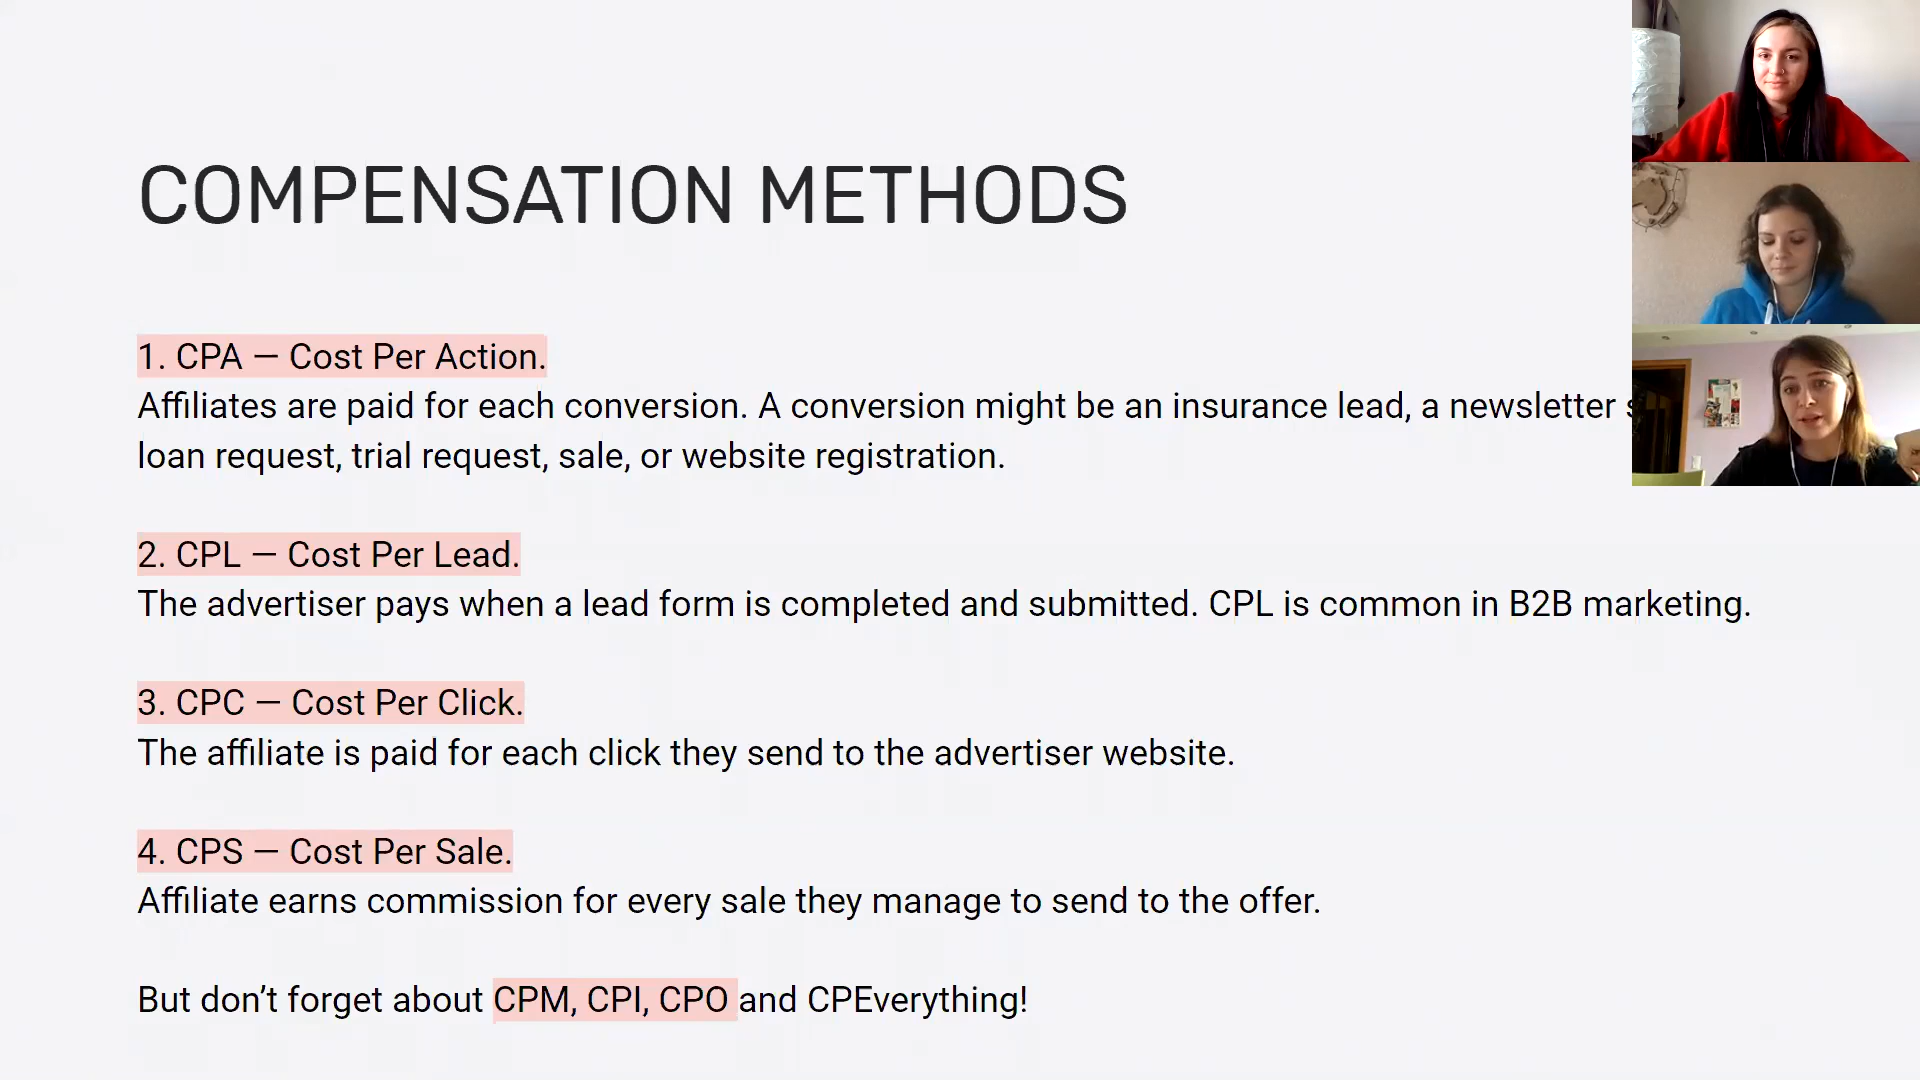 COMPENSATION METHODS
1. CPA — Cost Per Action.
Affiliates are paid for each conversion. A conversion might be an insurance lead, a newsletter
loan request, trial request, sale, or website registration.
2. CPL — Cost Per Lead.
The advertiser pays when a lead form is completed and submitted. CPL is common in B2B marketing.
3. CPC — Cost Per Click.
The affiliate is paid for each click they send to the advertiser website.
4. CPS — Cost Per Sale.
Affiliate earns commission for every sale they manage to send to the offer.
But don’t forget about CPM, CPI, CPO and CPEverything!